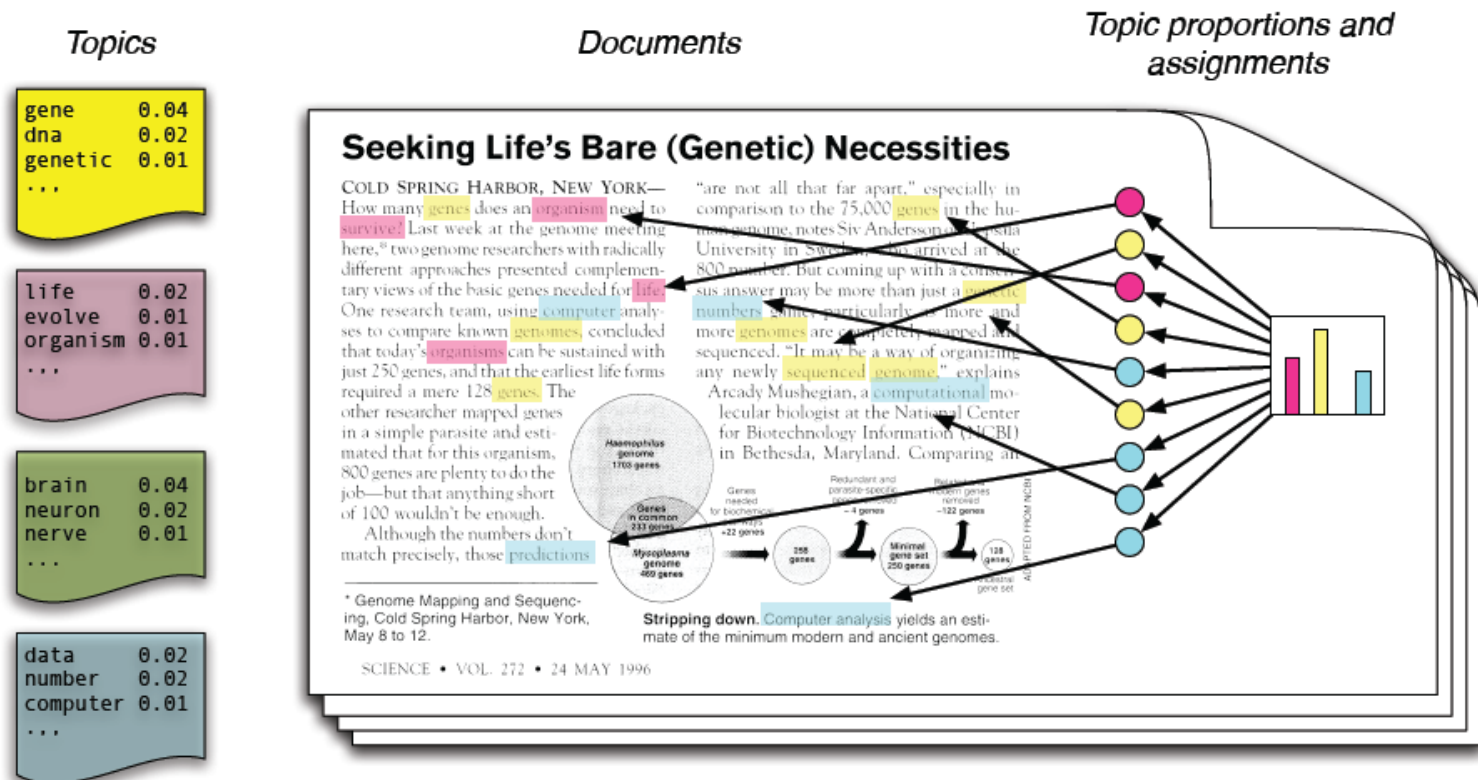 Topics
Documents
Topic proportions and
assignments
gene 0.04
dna 0.02
genetic 0.01
...
life 0.02
evolve 0.01
organism 0.01
...
brain 0.04
neuron 0.02
nerve 0.01
...
data 0.02
number 0.02
computer 0.01
...
Seeking Life's Bare (Genetic) Necessities
COLD SPRING HARBOR, NEW YORK—
How many genes does an organism need to
survive? Last week at the genome meeting
here,* two genome researchers with radically
different approaches presented complemen-
tary views of the basic genes needed for life.
One research team, using computer analy-
ses to compare known genomes, concluded
that today's organisms can be sustained with
just 250 genes, and that the earliest life forms
required a mere 128 genes. The
other researcher mapped genes
in a simple parasite and esti-
mated that for this organism,
800 genes are plenty to do the
job—but that anything short
of 100 wouldn't be enough.
Although the numbers don't
match precisely, those predictions
* Genome Mapping and Sequenc-
ing, Cold Spring Harbor, New York,
May 8 to 12.
SCIENCE • VOL. 272 • 24 MAY 1996
"are not all that far apart," especially in
comparison to the 75,000 genes in the hu-
man genome, notes Siv Andersson
University in Sweden, who arrived at the
800 number. But coming up with a consen-
sus answer may be more than just a genetic
numbers particularly as more and
more genomes are completely mapped and
sequenced. "It may be a way of organizing
any newly sequenced genome," explains
Arcady Mushegian, a computational mo-
lecular biologist at the National Center
for Biotechnology Information (NCBI)
in Bethesda, Maryland. Comparing an
Haemophilus
genome
1703 genes
Genes
in common
233 genes
Mycoplasma
genome
469 genes
Genes
needed
for biochemical
+22 genes
256
genes
Redundant and
parasite-specific
–4 genes
Minimal
gene set
250 genes
modern genes
removed
–122 genes
128
genes
Ancestral
gene set
ADAPTED FROM NCBI
Stripping down. Computer analysis yields an esti-
mate of the minimum modern and ancient genomes.